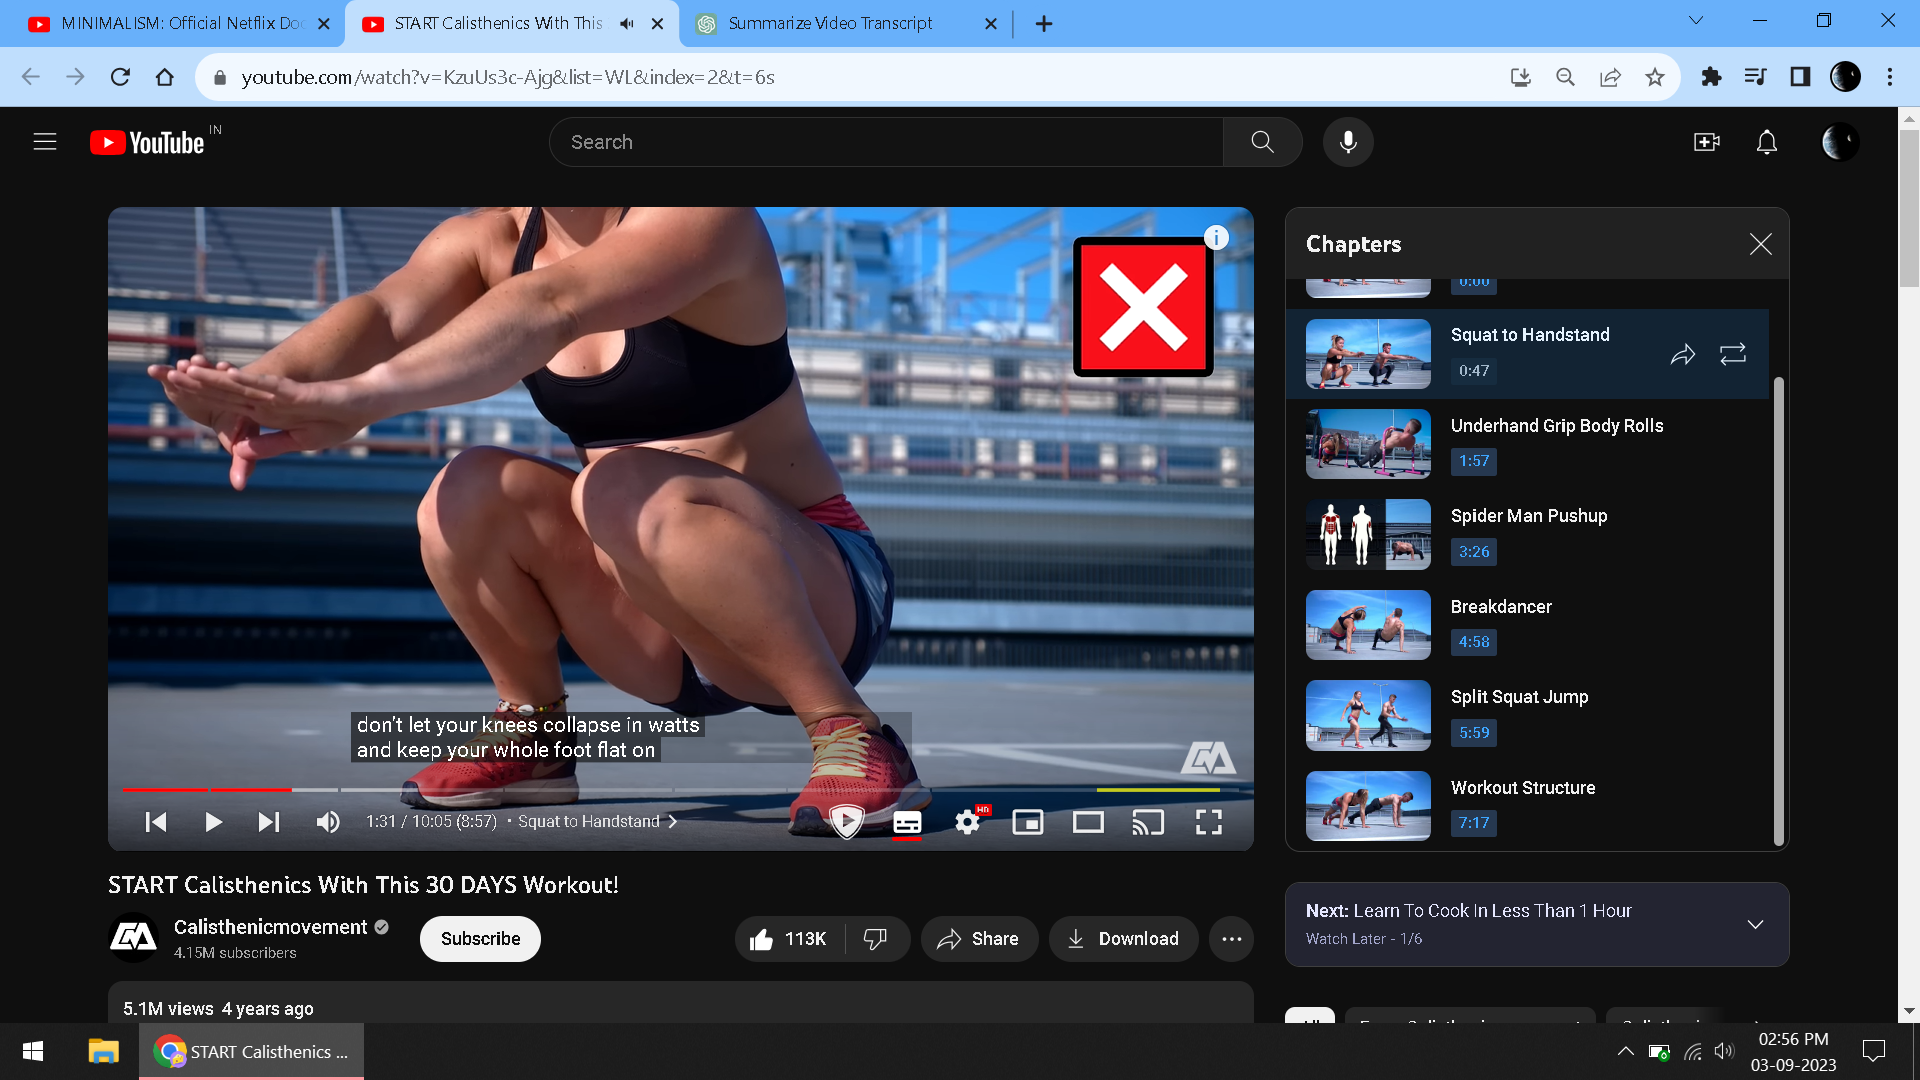 MINIMALISM: Official Netflix Doc
START Calisthenics With This
Summarize Video Transcript
youtube.com/watch?v=KzuUs3c-Ajg&list=WL&index=2&t=6s
YouTube IN
Search
Chapters
0:00
Squat to Handstand
0:47
Underhand Grip Body Rolls
1:57
Spider Man Pushup
3:26
Breakdancer
4:58
Split Squat Jump
5:59
Workout Structure
7:17
don't let your knees collapse in watts
and keep your whole foot flat on
1:31 / 10:05 (8:57) • Squat to Handstand
HD
START Calisthenics With This 30 DAYS Workout!
Calisthenicmovement
4.15M subscribers
Subscribe
113K
Share
Download
Next: Learn To Cook In Less Than 1 Hour
Watch Later - 1/6
5.1M views 4 years ago
All
START Calisthenics ...
02:56 PM
03-09-2023